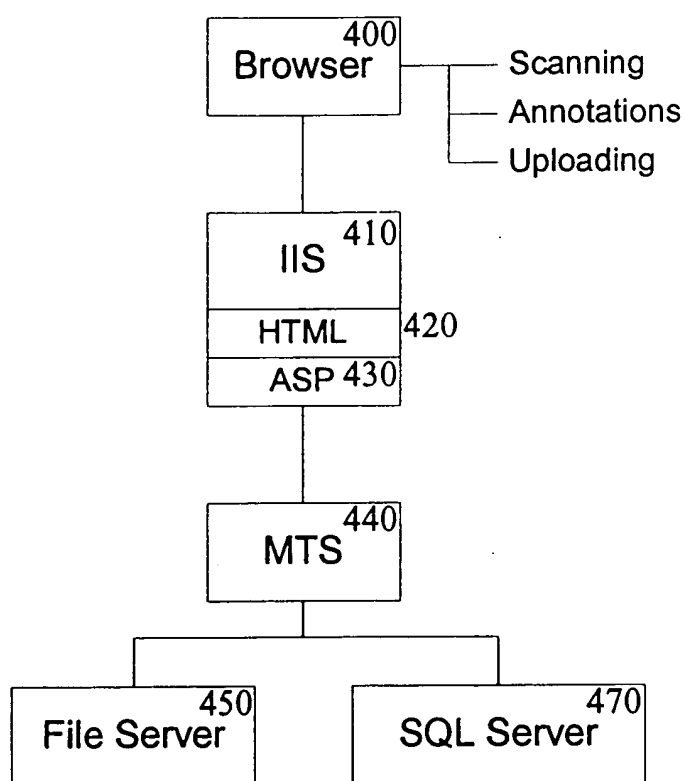 400
Browser
Scanning
Annotations
Uploading
410
IIS
HTML 420
ASP 430
440
MTS
450
File Server
470
SQL Server